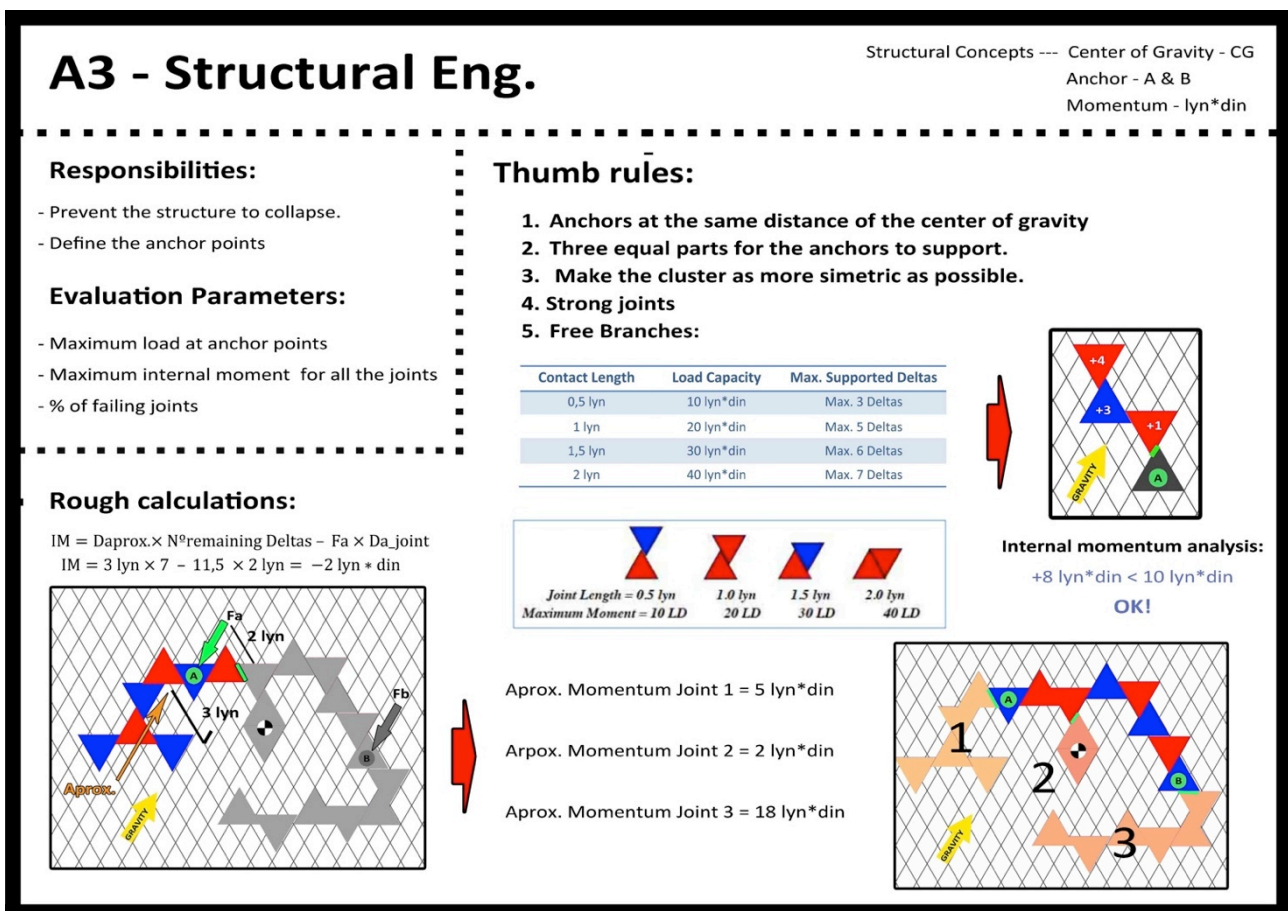 A3 - Structural Eng.
Structural Concepts --- Center of Gravity - CG
Anchor - A & B
Momentum - lyn*din
Responsibilities:
- Prevent the structure to collapse.
- Define the anchor points
Evaluation Parameters:
- Maximum load at anchor points
- Maximum internal moment for all the joints
- % of failing joints
Thumb rules:
1. Anchors at the same distance of the center of gravity
2. Three equal parts for the anchors to support.
3. Make the cluster as more simetric as possible.
4. Strong joints
5. Free Branches:
Contact Length Load Capacity Max. Supported Deltas
0,5 lyn 10 lyn*din Max. 3 Deltas
1 lyn 20 lyn*din Max. 5 Deltas
1,5 lyn 30 lyn*din Max. 6 Deltas
2 lyn 40 lyn*din Max. 7 Deltas
+4
+3
+1
A
GRAVITY
Joint Length = 0.5 lyn 1.0 lyn 1.5 lyn 2.0 lyn
Maximum Moment = 10 LD 20 LD 30 LD 40 LD
Internal momentum analysis:
+8 lyn*din < 10 lyn*din
OK!
Rough calculations:
IM = Daprox.× Nºremaining Deltas – Fa × Da_joint
IM = 3 lyn × 7 – 11,5 × 2 lyn = −2 lyn * din
Fa
2 lyn
A
3 lyn
Fb
B
Aprox.
GRAVITY
Aprox. Momentum Joint 1 = 5 lyn*din
Arpox. Momentum Joint 2 = 2 lyn*din
Aprox. Momentum Joint 3 = 18 lyn*din
A
1
2
B
3
GRAVITY